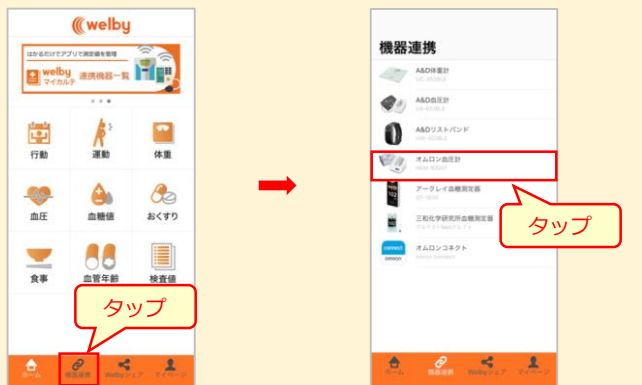 welby
はかるだけでアプリで測定値を管理
welby
マイカルテ
連携機器一覧
行動
運動
体重
血圧
血糖値
おくすり
食事
血管年齢
検査値
タップ
ホーム
機器連携
Welbyシェア
マイページ
機器連携
A&D体重計
A&D血圧計
A&Dリストバンド
オムロン血圧計
アークレイ血糖測定器
三和化学研究所血糖測定器
オムロンコネクト
connect
OMRON
タップ
ホーム
機器連携
Welbyシェア
マイページ